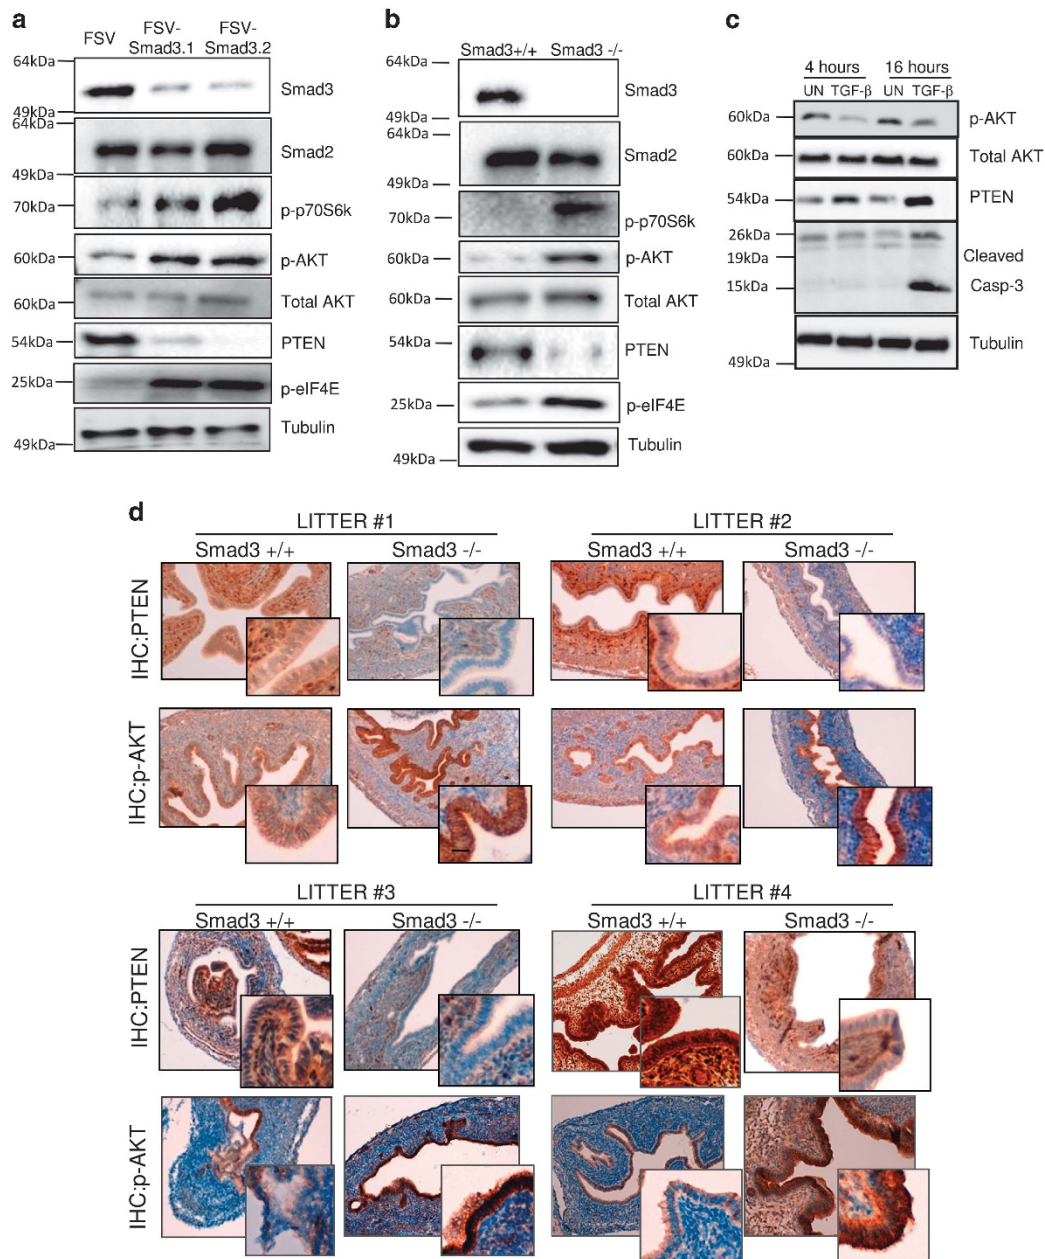 a
FSV
FSV-
Smad3.1
FSV-
Smad3.2
64kDa
Smad3
49kDa
64kDa
Smad2
49kDa
70kDa
p-p70S6k
60kDa
p-AKT
60kDa
Total AKT
54kDa
PTEN
25kDa
p-eIF4E
Tubulin
49kDa
b
Smad3+/+ Smad3 -/-
64kDa
Smad3
49kDa
64kDa
Smad2
49kDa
70kDa
p-p70S6k
60kDa
p-AKT
60kDa
Total AKT
54kDa
PTEN
25kDa
p-eIF4E
Tubulin
49kDa
c
4 hours 16 hours
UN TGF-β UN TGF-β
60kDa
p-AKT
60kDa
Total AKT
54kDa
PTEN
26kDa
19kDa
Cleaved
15kDa
Casp-3
Tubulin
49kDa
d
LITTER #1
LITTER #2
Smad3 +/+
Smad3 -/-
Smad3 +/+
Smad3 -/-
IHC:PTEN
IHC:p-AKT
LITTER #3
LITTER #4
Smad3 +/+
Smad3 -/-
Smad3 +/+
Smad3 -/-
IHC:PTEN
IHC:p-AKT